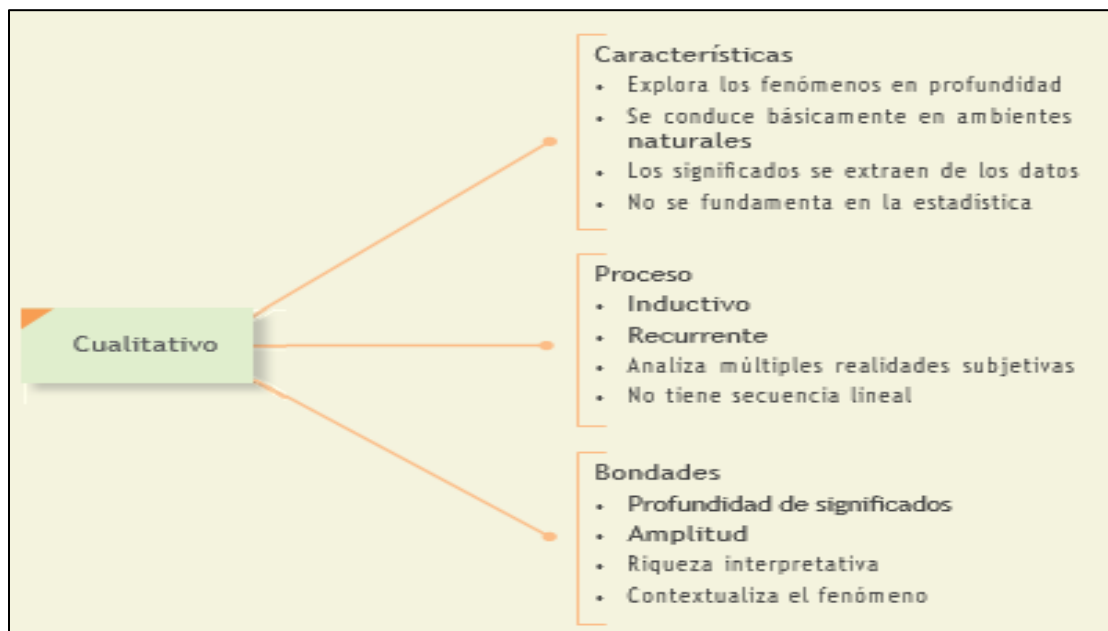 Cualitativo
Características
• Explora los fenómenos en profundidad
• Se conduce básicamente en ambientes
naturales
• Los significados se extraen de los datos
• No se fundamenta en la estadística
Proceso
• Inductivo
• Recurrente
• Analiza múltiples realidades subjetivas
• No tiene secuencia lineal
Bondades
• Profundidad de significados
• Amplitud
• Riqueza interpretativa
• Contextualiza el fenómeno